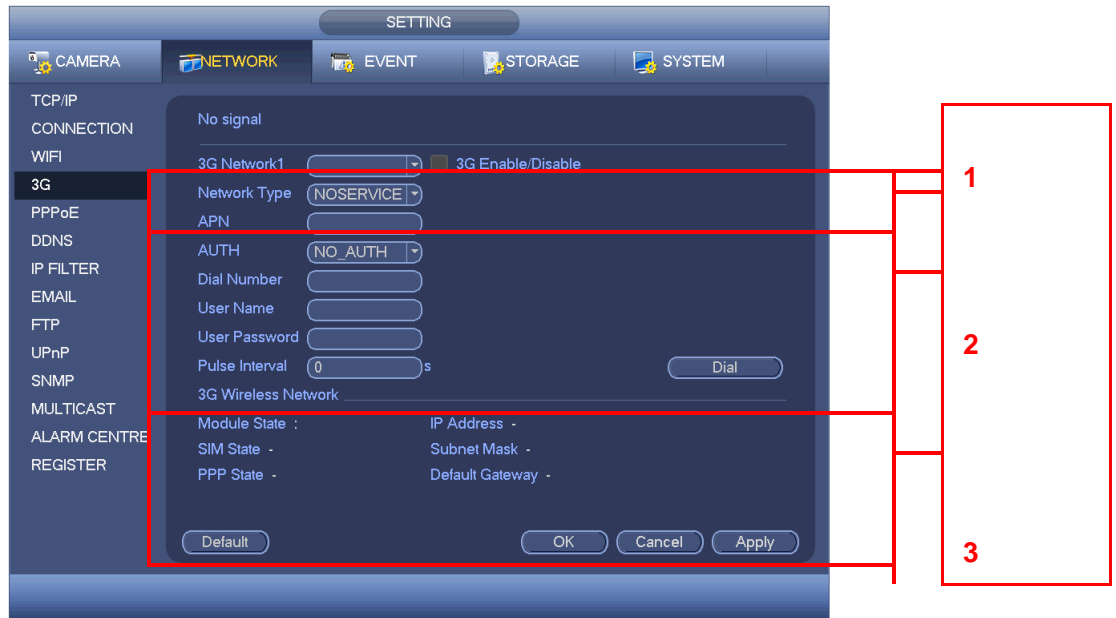 SETTING
CAMERA NETWORK EVENT STORAGE SYSTEM
TCP/IP
CONNECTION
WIFI
3G
PPPoE
DDNS
IP FILTER
EMAIL
FTP
UPnP
SNMP
MULTICAST
ALARM CENTRE
REGISTER
No signal
3G Network1 3G Enable/Disable
Network Type NOSERVICE
APN
AUTH NO_AUTH
Dial Number
User Name
User Password
Pulse Interval 0 s Dial
3G Wireless Network
Module State : IP Address -
SIM State - Subnet Mask -
PPP State - Default Gateway -
Default OK Cancel Apply
1
2
3